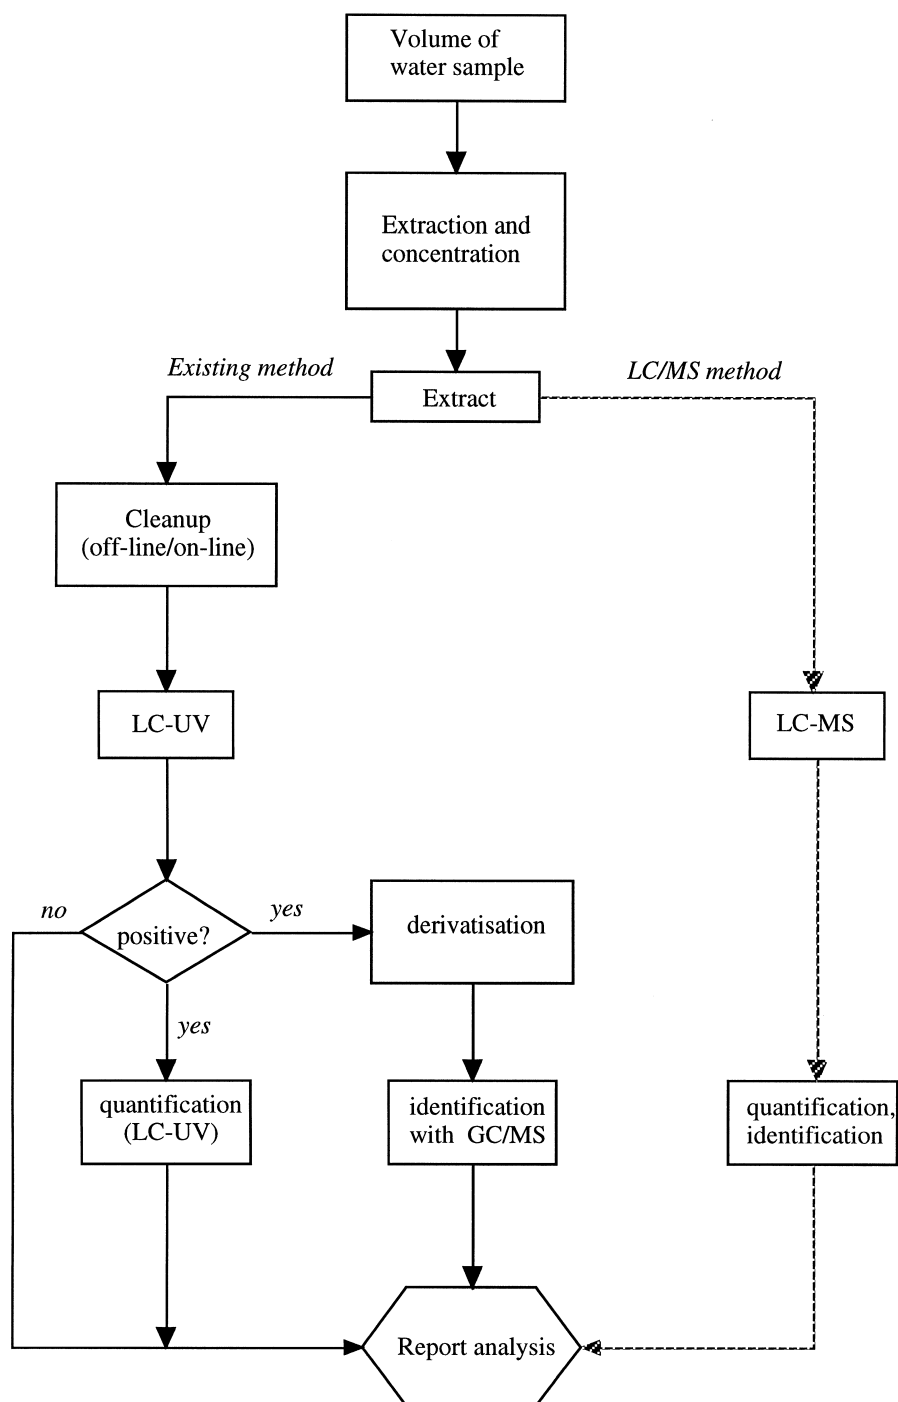 Volume of
water sample
Extraction and
concentration
Existing method
LC/MS method
Extract
Cleanup
(off-line/on-line)
LC-UV
LC-MS
no
yes
positive?
derivatisation
yes
quantification
(LC-UV)
identification
with GC/MS
quantification,
identification
Report analysis